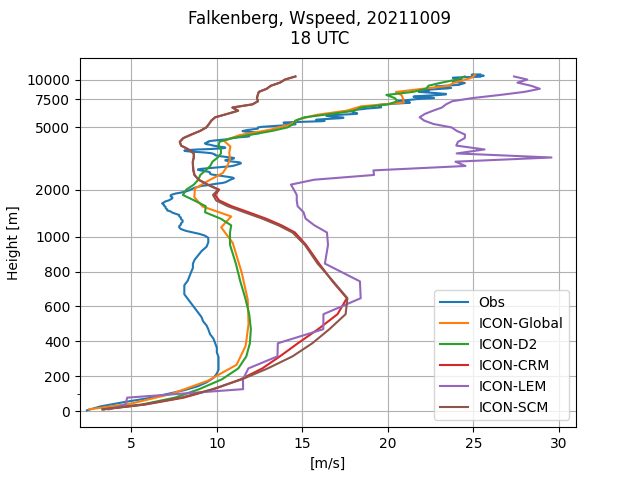 Falkenberg, Wspeed, 20211009
18 UTC
10000
7500
5000
2000
1000
800
600
400
200
0
Height [m]
Obs
ICON-Global
ICON-D2
ICON-CRM
ICON-LEM
ICON-SCM
5 10 15 20 25 30
[m/s]